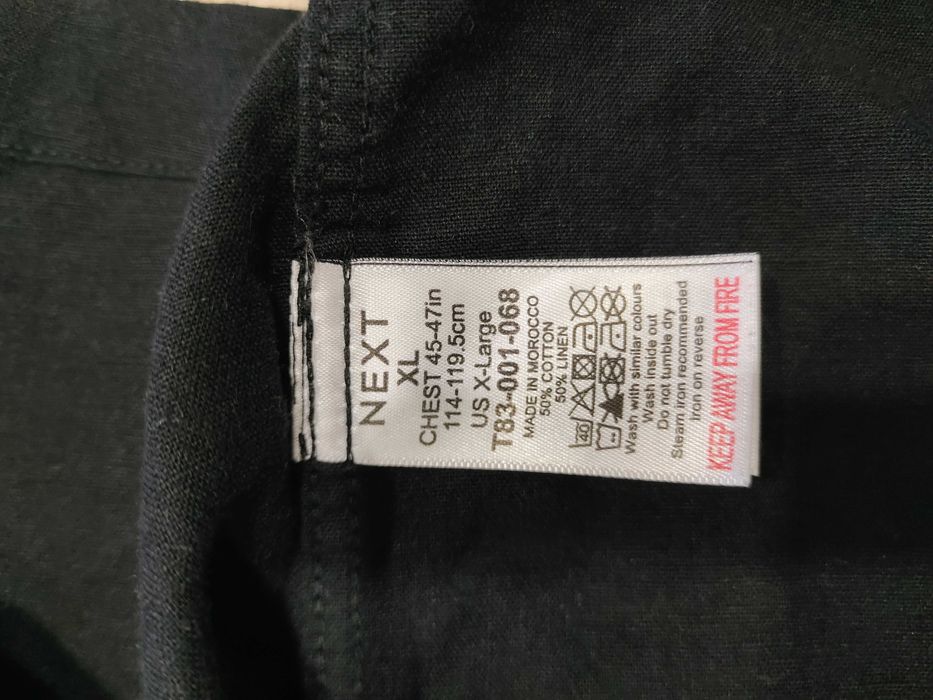 NEXT
XL
CHEST 45-47in
114-119.5cm
US X-Large
T83-001-068
MADE IN MOROCCO
50% COTTON
50% LINEN
40
Wash with similar colours
Wash inside out
Do not tumble dry
Steam iron recommended
Iron on reverse
KEEP AWAY FROM FIRE